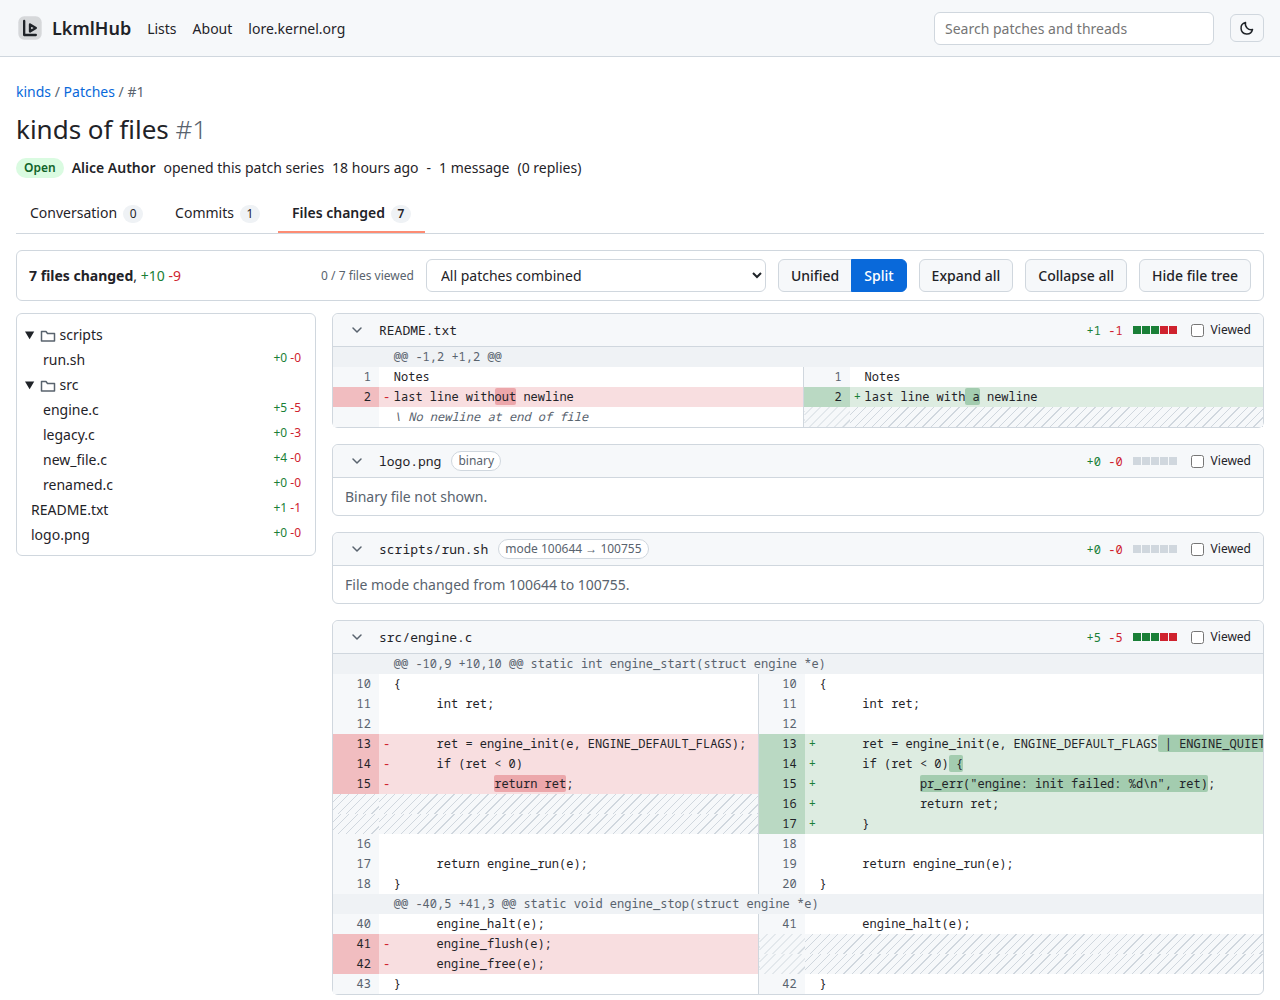 LkmlHub Lists About lore.kernel.org Search patches and threads
kinds / Patches / #1
kinds of files #1
Open Alice Author opened this patch series 18 hours ago - 1 message (0 replies)
Conversation 0 Commits 1 Files changed 7
7 files changed, +10 -9 0 / 7 files viewed All patches combined Unified Split Expand all Collapse all Hide file tree
scripts
run.sh +0 -0
src
engine.c +5 -5
legacy.c +0 -3
new_file.c +4 -0
renamed.c +0 -0
README.txt +1 -1
logo.png +0 -0
README.txt +1 -1 Viewed
@@ -1,2 +1,2 @@
1 Notes 1 Notes
2 - last line without newline 2 + last line with a newline
\ No newline at end of file
logo.png binary +0 -0 Viewed
Binary file not shown.
scripts/run.sh mode 100644 → 100755 +0 -0 Viewed
File mode changed from 100644 to 100755.
src/engine.c +5 -5 Viewed
@@ -10,9 +10,10 @@ static int engine_start(struct engine *e)
10 { 10 {
11 int ret; 11 int ret;
12 12
13 - ret = engine_init(e, ENGINE_DEFAULT_FLAGS); 13 + ret = engine_init(e, ENGINE_DEFAULT_FLAGS | ENGINE_QUIET
14 - if (ret < 0) 14 + if (ret < 0) {
15 - return ret; 15 + pr_err("engine: init failed: %d\n", ret);
16 + return ret;
17 + }
16 18
17 return engine_run(e); 19 return engine_run(e);
18 } 20 }
@@ -40,5 +41,3 @@ static void engine_stop(struct engine *e)
40 engine_halt(e); 41 engine_halt(e);
41 - engine_flush(e);
42 - engine_free(e);
43 } 42 }